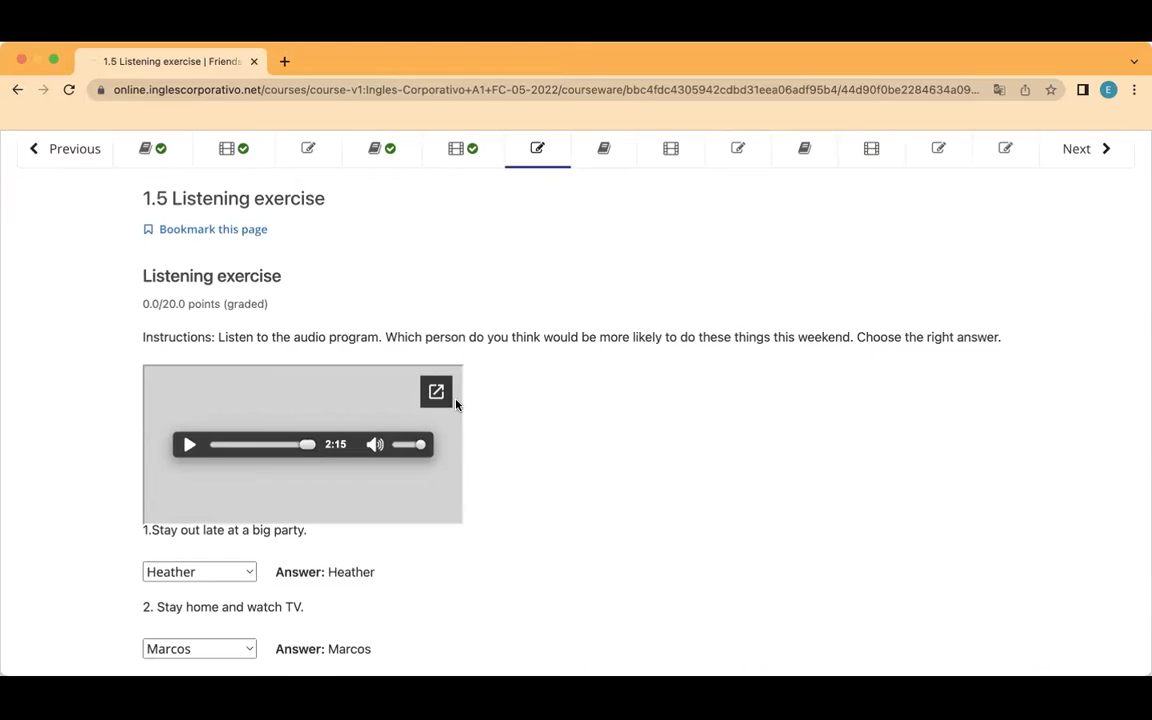 1.5 Listening exercise | Friends
online.inglescorporativo.net/courses/course-v1:Ingles-Corporativo+A1+FC-05-2022/courseware/bbc4fdc4305942cdbd31eea06adf95b4/44d90f0be2284634a09...
E
Previous
Next
1.5 Listening exercise
Bookmark this page
Listening exercise
0.0/20.0 points (graded)
Instructions: Listen to the audio program. Which person do you think would be more likely to do these things this weekend. Choose the right answer.
2:15
1.Stay out late at a big party.
Heather Answer: Heather
2. Stay home and watch TV.
Marcos Answer: Marcos